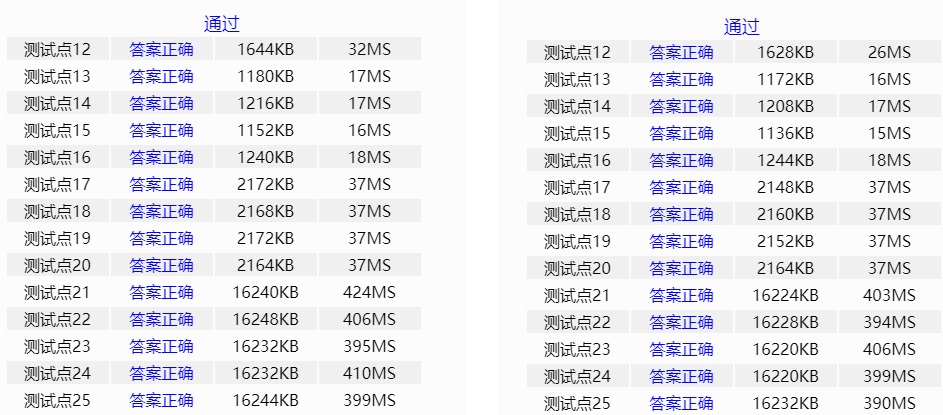 通过
测试点12 答案正确 1644KB 32MS
测试点13 答案正确 1180KB 17MS
测试点14 答案正确 1216KB 17MS
测试点15 答案正确 1152KB 16MS
测试点16 答案正确 1240KB 18MS
测试点17 答案正确 2172KB 37MS
测试点18 答案正确 2168KB 37MS
测试点19 答案正确 2172KB 37MS
测试点20 答案正确 2164KB 37MS
测试点21 答案正确 16240KB 424MS
测试点22 答案正确 16248KB 406MS
测试点23 答案正确 16232KB 395MS
测试点24 答案正确 16232KB 410MS
测试点25 答案正确 16244KB 399MS
通过
测试点12 答案正确 1628KB 26MS
测试点13 答案正确 1172KB 16MS
测试点14 答案正确 1208KB 17MS
测试点15 答案正确 1136KB 15MS
测试点16 答案正确 1244KB 18MS
测试点17 答案正确 2148KB 37MS
测试点18 答案正确 2160KB 37MS
测试点19 答案正确 2152KB 37MS
测试点20 答案正确 2164KB 37MS
测试点21 答案正确 16224KB 403MS
测试点22 答案正确 16228KB 394MS
测试点23 答案正确 16220KB 406MS
测试点24 答案正确 16220KB 399MS
测试点25 答案正确 16232KB 390MS